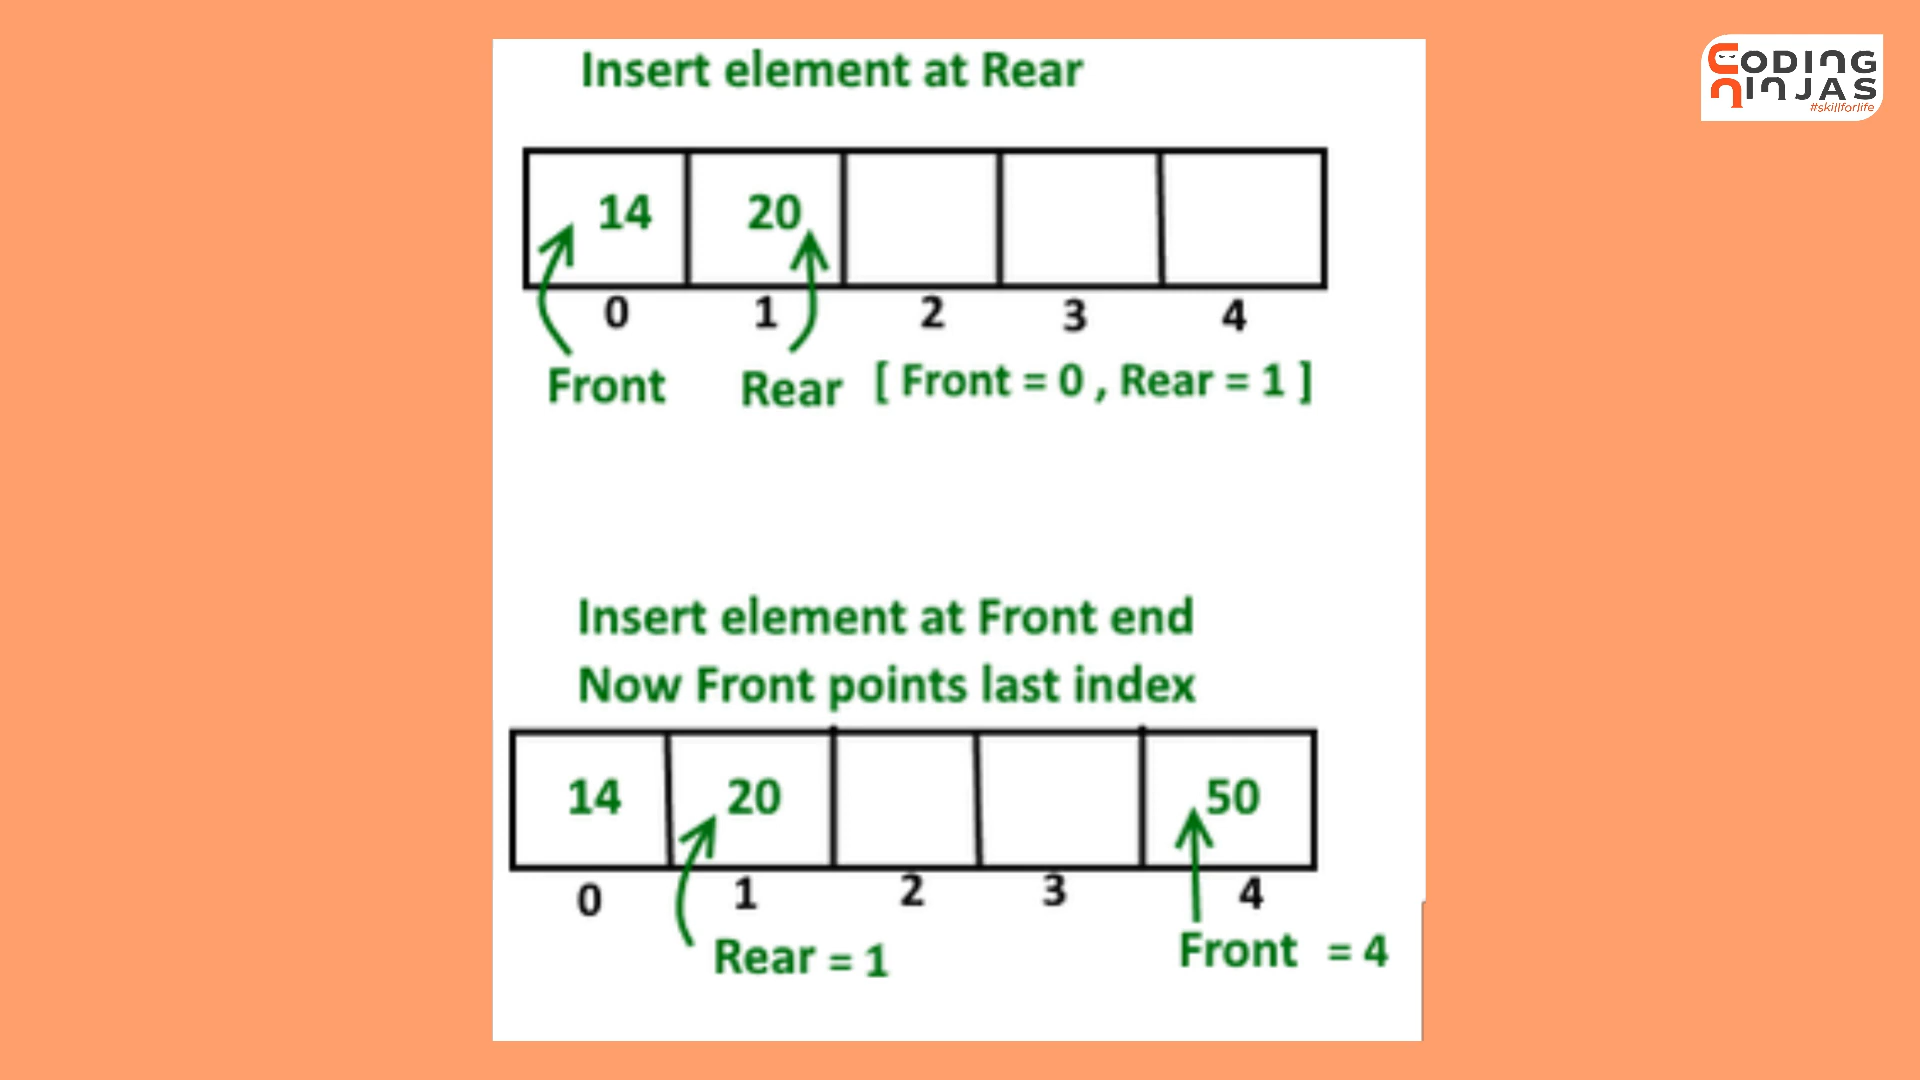 Insert element at Rear
CODING
NINJAS
#skillforlife
14 20
0 1 2 3 4
Front Rear [ Front = 0 , Rear = 1 ]
Insert element at Front end
Now Front points last index
14 20 50
0 1 2 3 4
Rear = 1 Front = 4